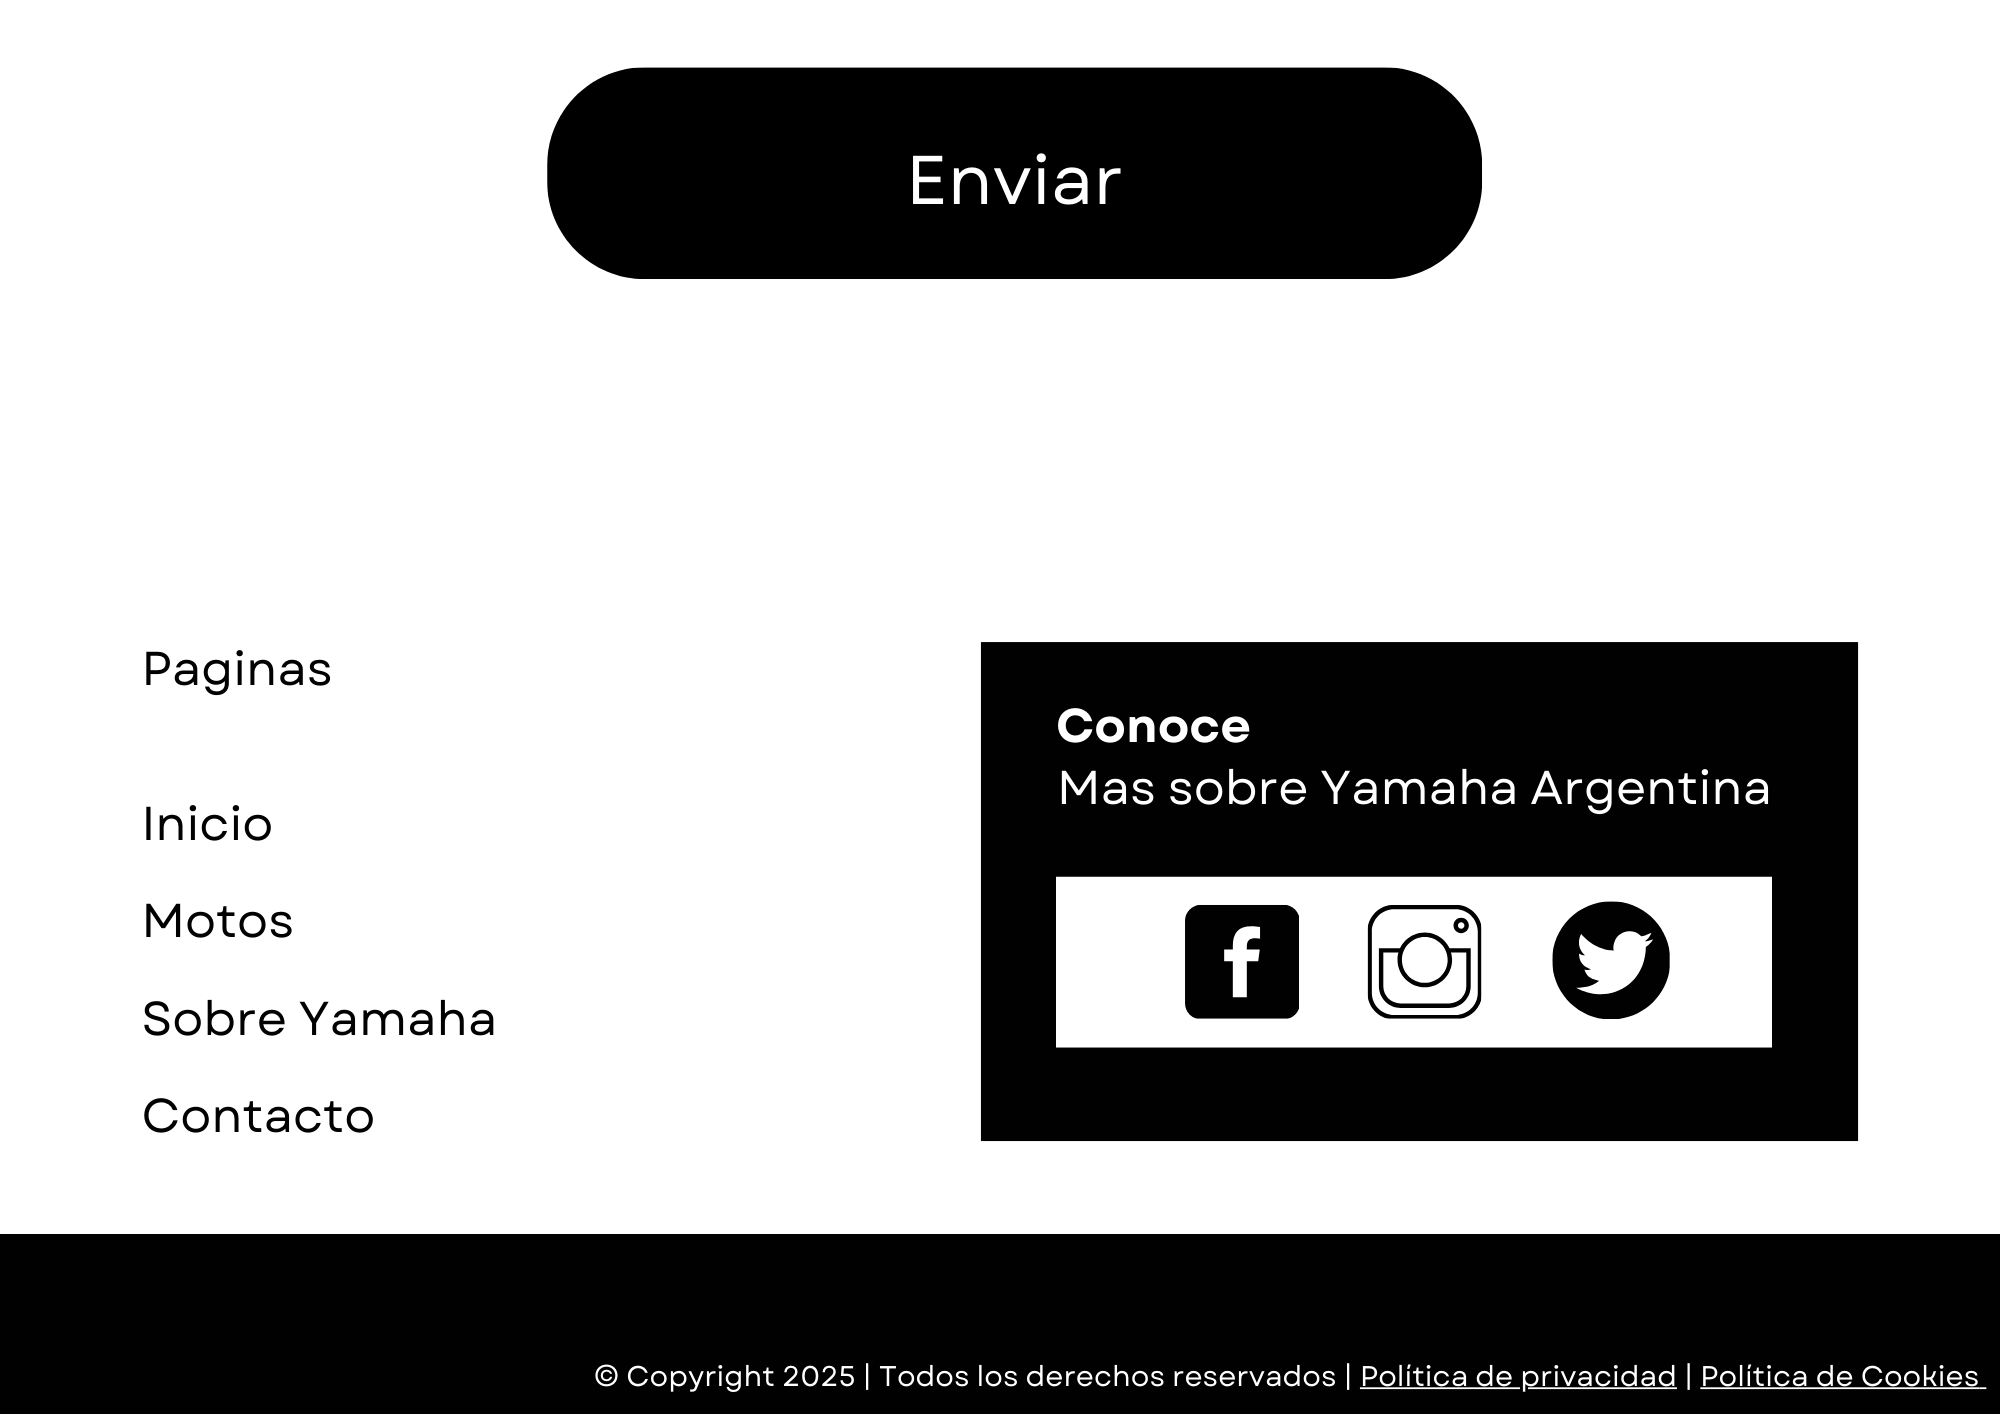 Enviar
Paginas
Inicio
Motos
Sobre Yamaha
Contacto
Conoce
Mas sobre Yamaha Argentina
© Copyright 2025 | Todos los derechos reservados | Política de privacidad | Política de Cookies